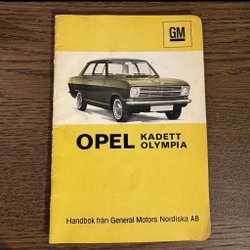 GM
OPEL KADETT
OLYMPIA
Handbok från General Motors Nordiska AB